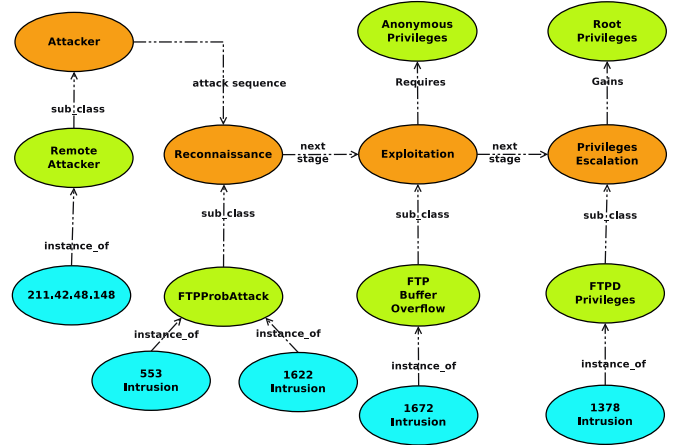 Attacker
Anonymous
Privileges
Root
Privileges
attack sequence
Requires
Gains
sub_class
Remote
Attacker
Reconnaissance
next
stage
Exploitation
next
stage
Privileges
Escalation
instance_of
sub_class
sub_class
sub_class
211.42.48.148
FTPProbAttack
FTP
Buffer
Overflow
FTPD
Privileges
instance_of
instance_of
instance_of
instance_of
553
Intrusion
1622
Intrusion
1672
Intrusion
1378
Intrusion